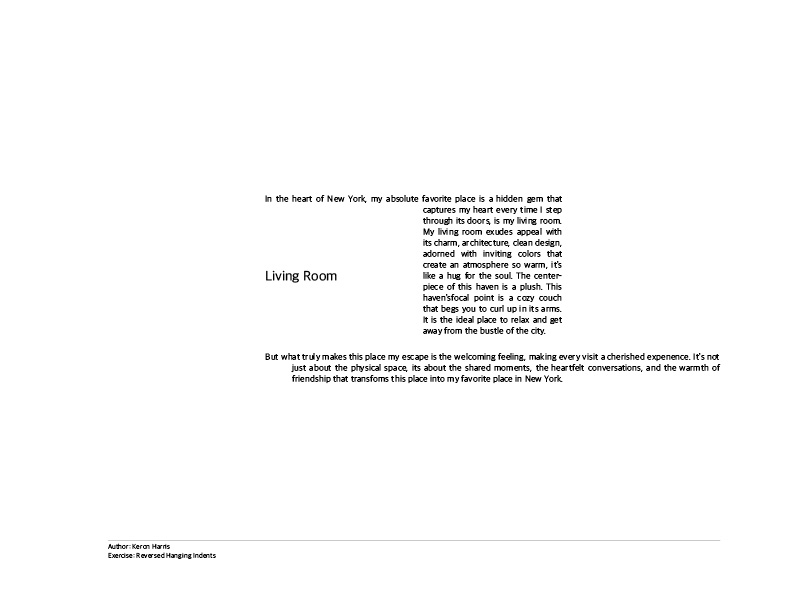 In the heart of New York, my absolute favorite place is a hidden gem that
captures my heart every time I step
through its doors, is my living room.
My living room exudes appeal with
its charm, architecture, clean design,
adorned with inviting colors that
create an atmosphere so warm, it's
like a hug for the soul. The center-
piece of this haven is a plush. This
haven'sfocal point is a cozy couch
that begs you to curl up in its arms.
It is the ideal place to relax and get
away from the bustle of the city.
Living Room
But what truly makes this place my escape is the welcoming feeling, making every visit a cherished expenence. It's not
just about the physical space, its about the shared moments, the heartfelt conversations, and the warmth of
friendship that transfoms this place into my favorite place in New York.
Author: Keron Harris
Exercise: Reversed Hanging Indents